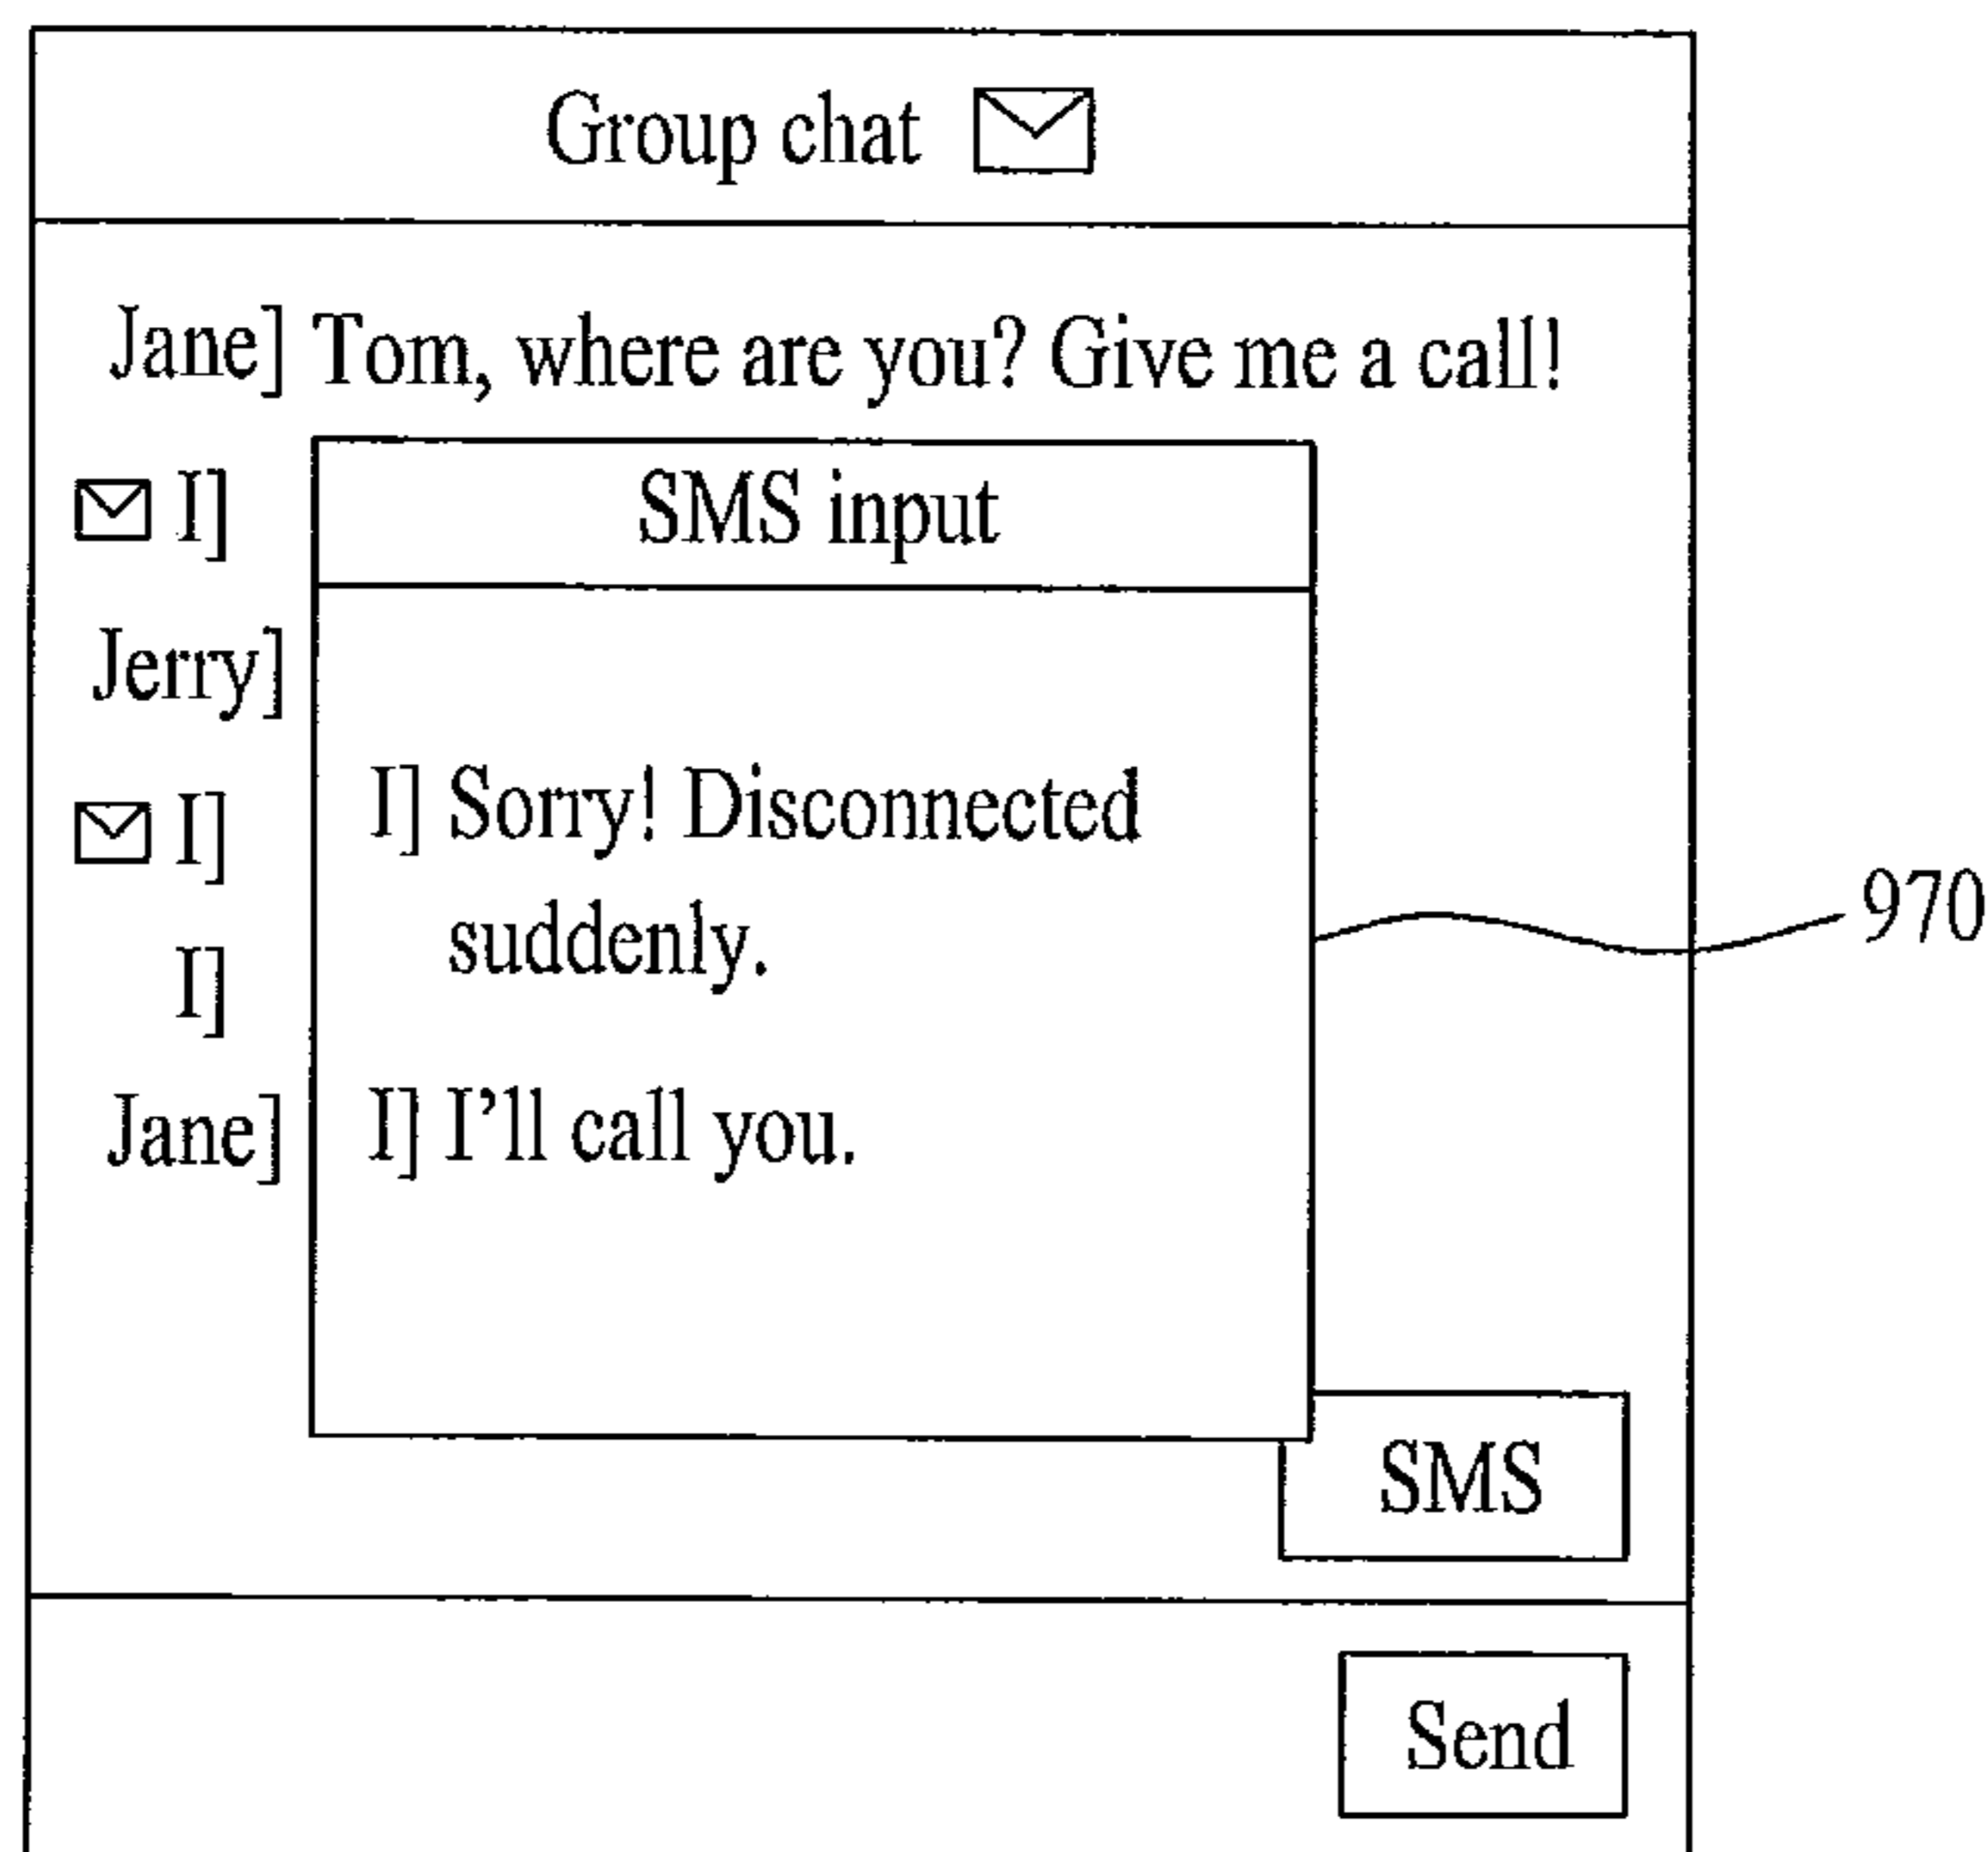 Group chat
Jane] Tom, where are you? Give me a call!
I]
SMS input
Jerry]
I] I] Sorry! Disconnected
suddenly.
970
I]
Jane] I] I'll call you.
SMS
Send